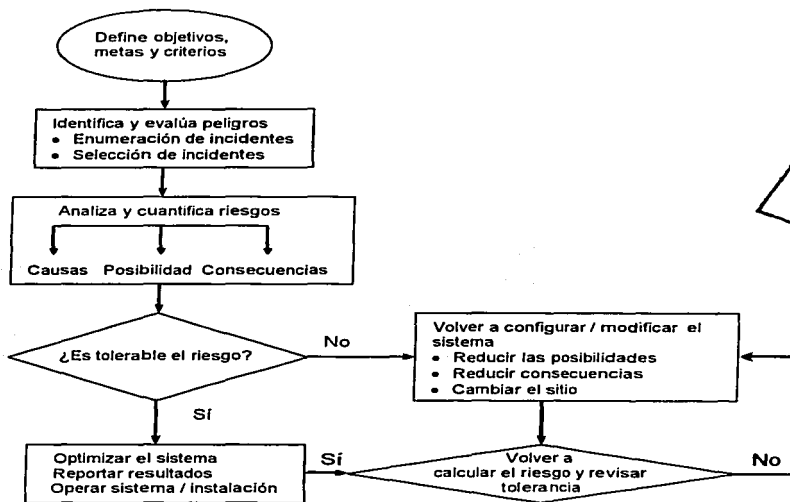 Define objetivos,
metas y criterios
Identifica y evalúa peligros
• Enumeración de incidentes
• Selección de incidentes
Analiza y cuantifica riesgos
Causas Posibilidad Consecuencias
¿Es tolerable el riesgo?
No
Volver a configurar / modificar el
sistema
• Reducir las posibilidades
• Reducir consecuencias
• Cambiar el sitio
Sí
Optimizar el sistema
Reportar resultados
Operar sistema / instalación
Sí
Volver a
calcular el riesgo y revisar
tolerancia
No